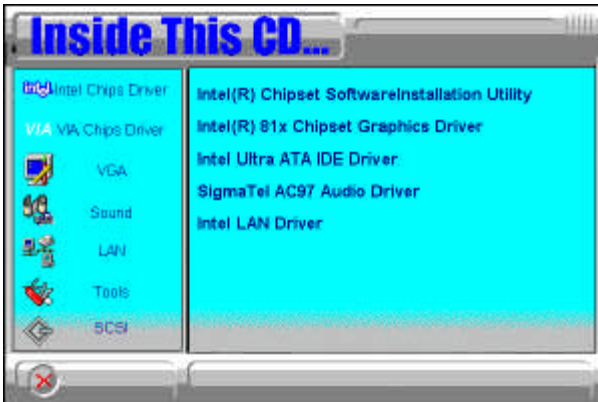 Inside This CD...
intel Intel Chips Driver
VIA VIA Chips Driver
VGA
Sound
LAN
Tools
SCSI
Intel(R) Chipset SoftwareInstallation Utility
Intel(R) 81x Chipset Graphics Driver
Intel Ultra ATA IDE Driver
SigmaTel AC97 Audio Driver
Intel LAN Driver